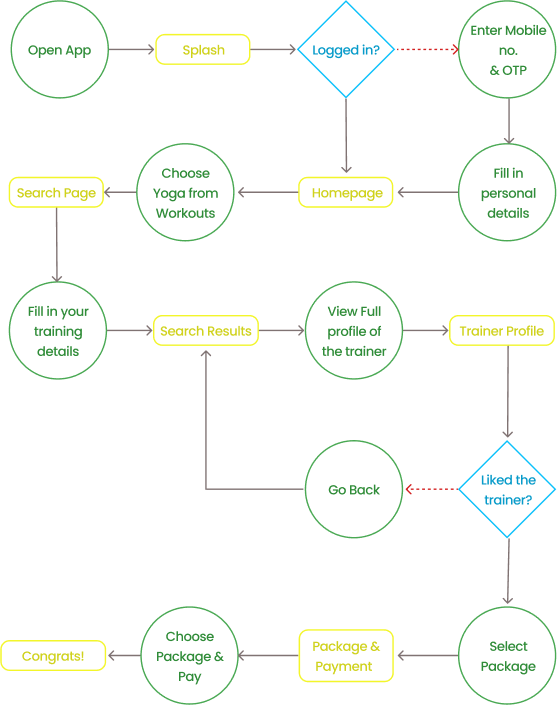 Open App
Splash
Logged in?
Enter Mobile
no.
& OTP
Search Page
Choose
Yoga from
Workouts
Homepage
Fill in
personal
details
Fill in your
training
details
Search Results
View Full
profile of
the trainer
Trainer Profile
Go Back
Liked the
trainer?
Congrats!
Choose
Package &
Pay
Package &
Payment
Select
Package